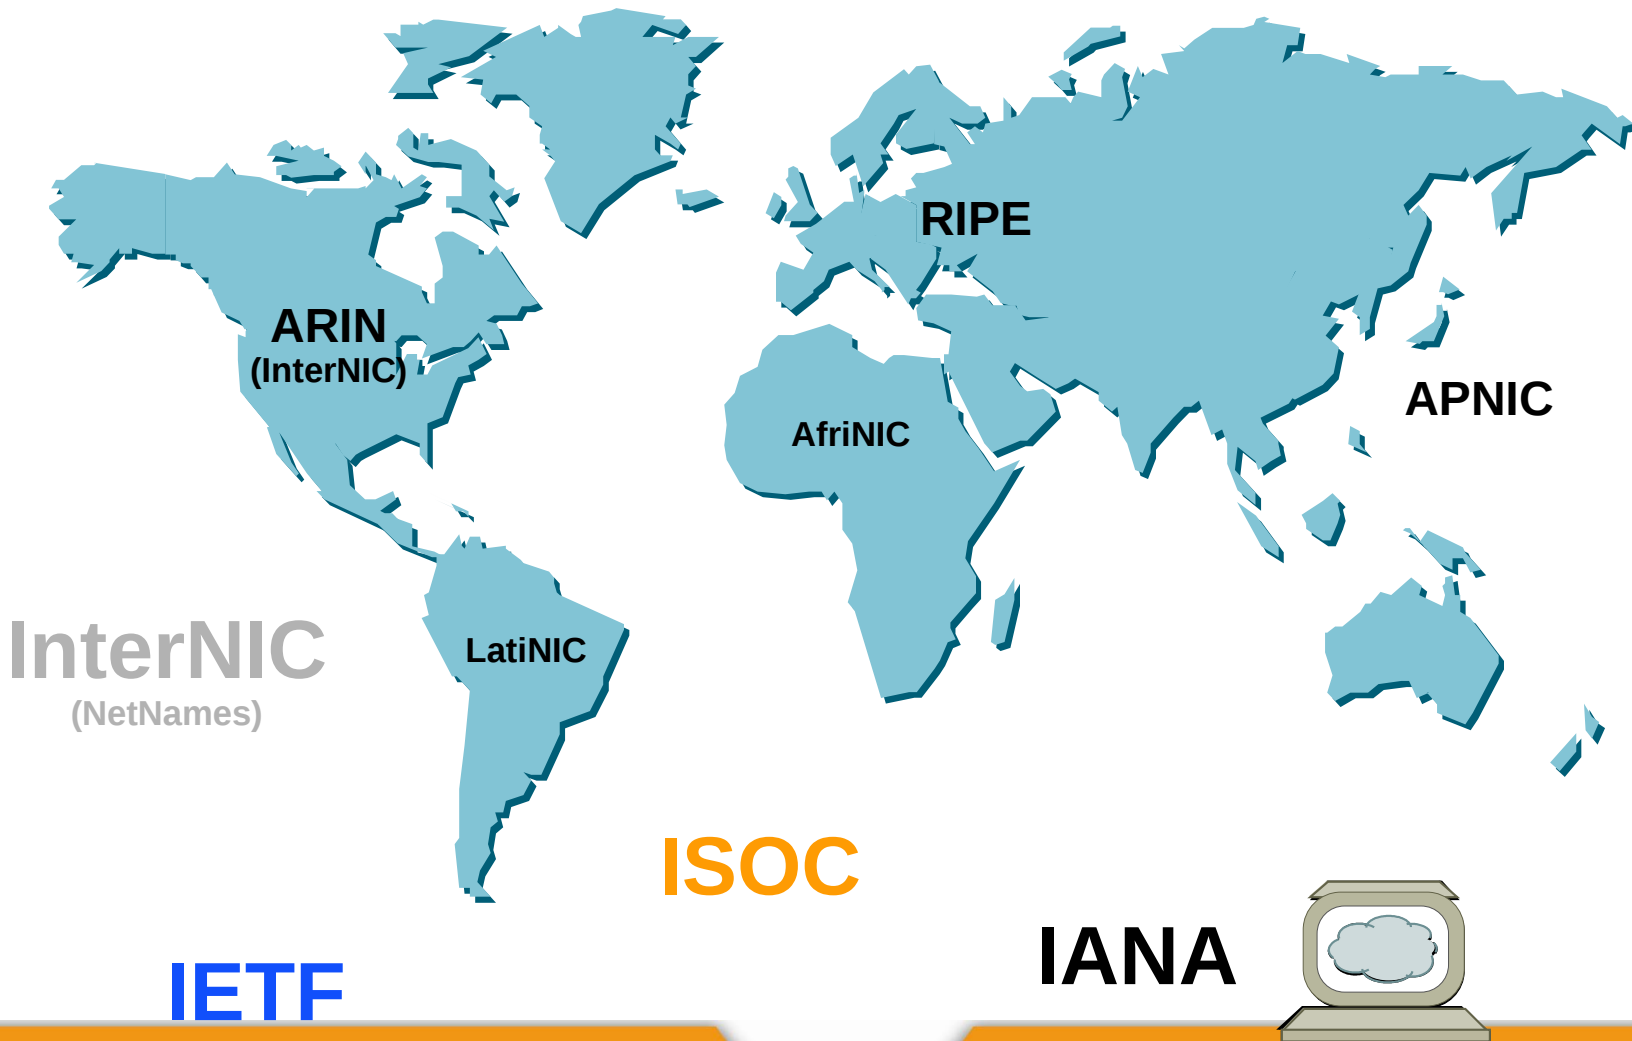 RIPE
ARIN
(InterNIC)
APNIC
AfriNIC
InterNIC
(NetNames)
LatiNIC
ISOC
IANA
IETF